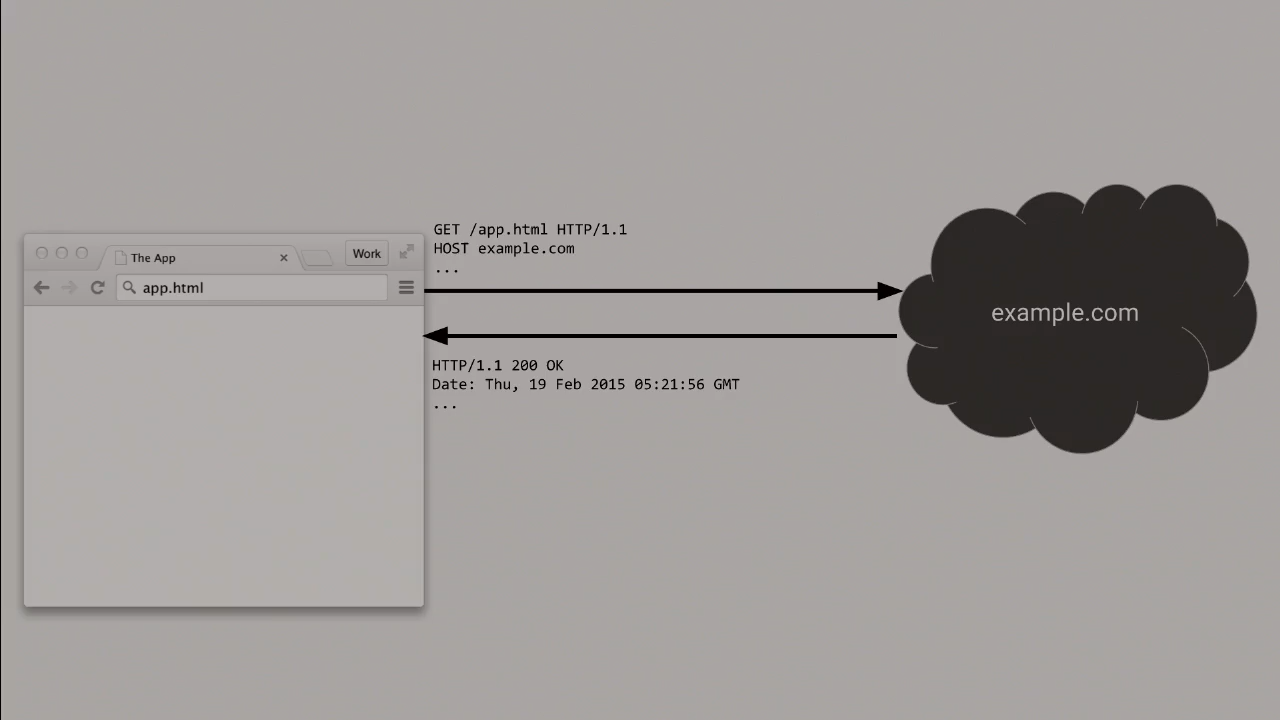 The App
Work
app.html
GET /app.html HTTP/1.1
HOST example.com
...
HTTP/1.1 200 OK
Date: Thu, 19 Feb 2015 05:21:56 GMT
...
example.com